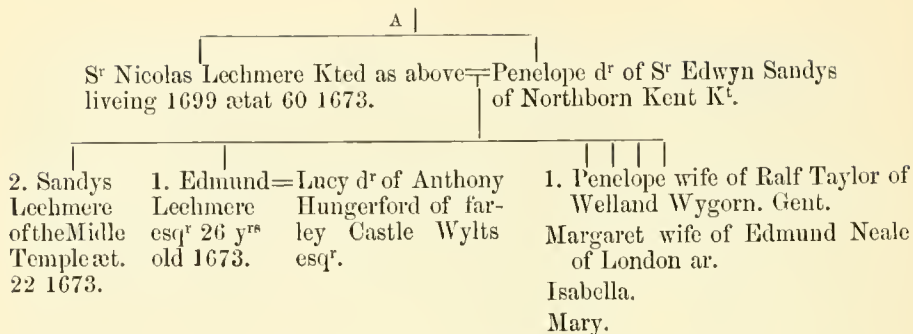 A
Sʳ Nicolas Lechmere Kted as above=Penelope dʳ of Sʳ Edwyn Sandys
liveing 1699 ætat 60 1673.
of Northborn Kent Kᵗ.
2. Sandys
Lechmere
of the Midle
Temple æt.
22 1673.
1. Edmund=
Lechmere
esqʳ 26 yʳˢ
old 1673.
Lucy dʳ of Anthony
Hungerford of far-
ley Castle Wylts
esqʳ.
1. Penelope wife of Ralf Taylor of
Welland Wygorn. Gent.
Margaret wife of Edmund Neale
of London ar.
Isabella.
Mary.